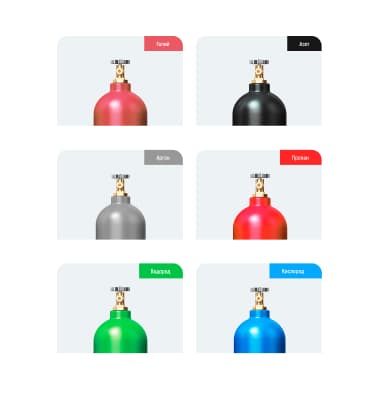 Гелий
Азот
Аргон
Пропан
Водород
Кислород